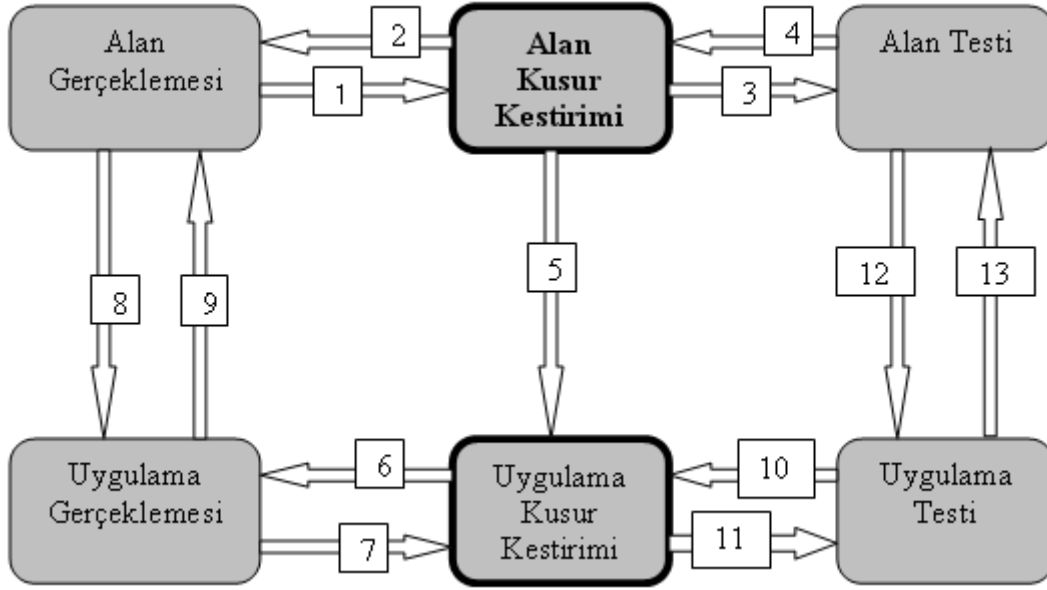 Alan
Gerçeklemesi
2
1
Alan
Kusur
Kestirimi
4
3
Alan Testi
8
9
5
12
13
Uygulama
Gerçeklemesi
6
7
Uygulama
Kusur
Kestirimi
10
11
Uygulama
Testi